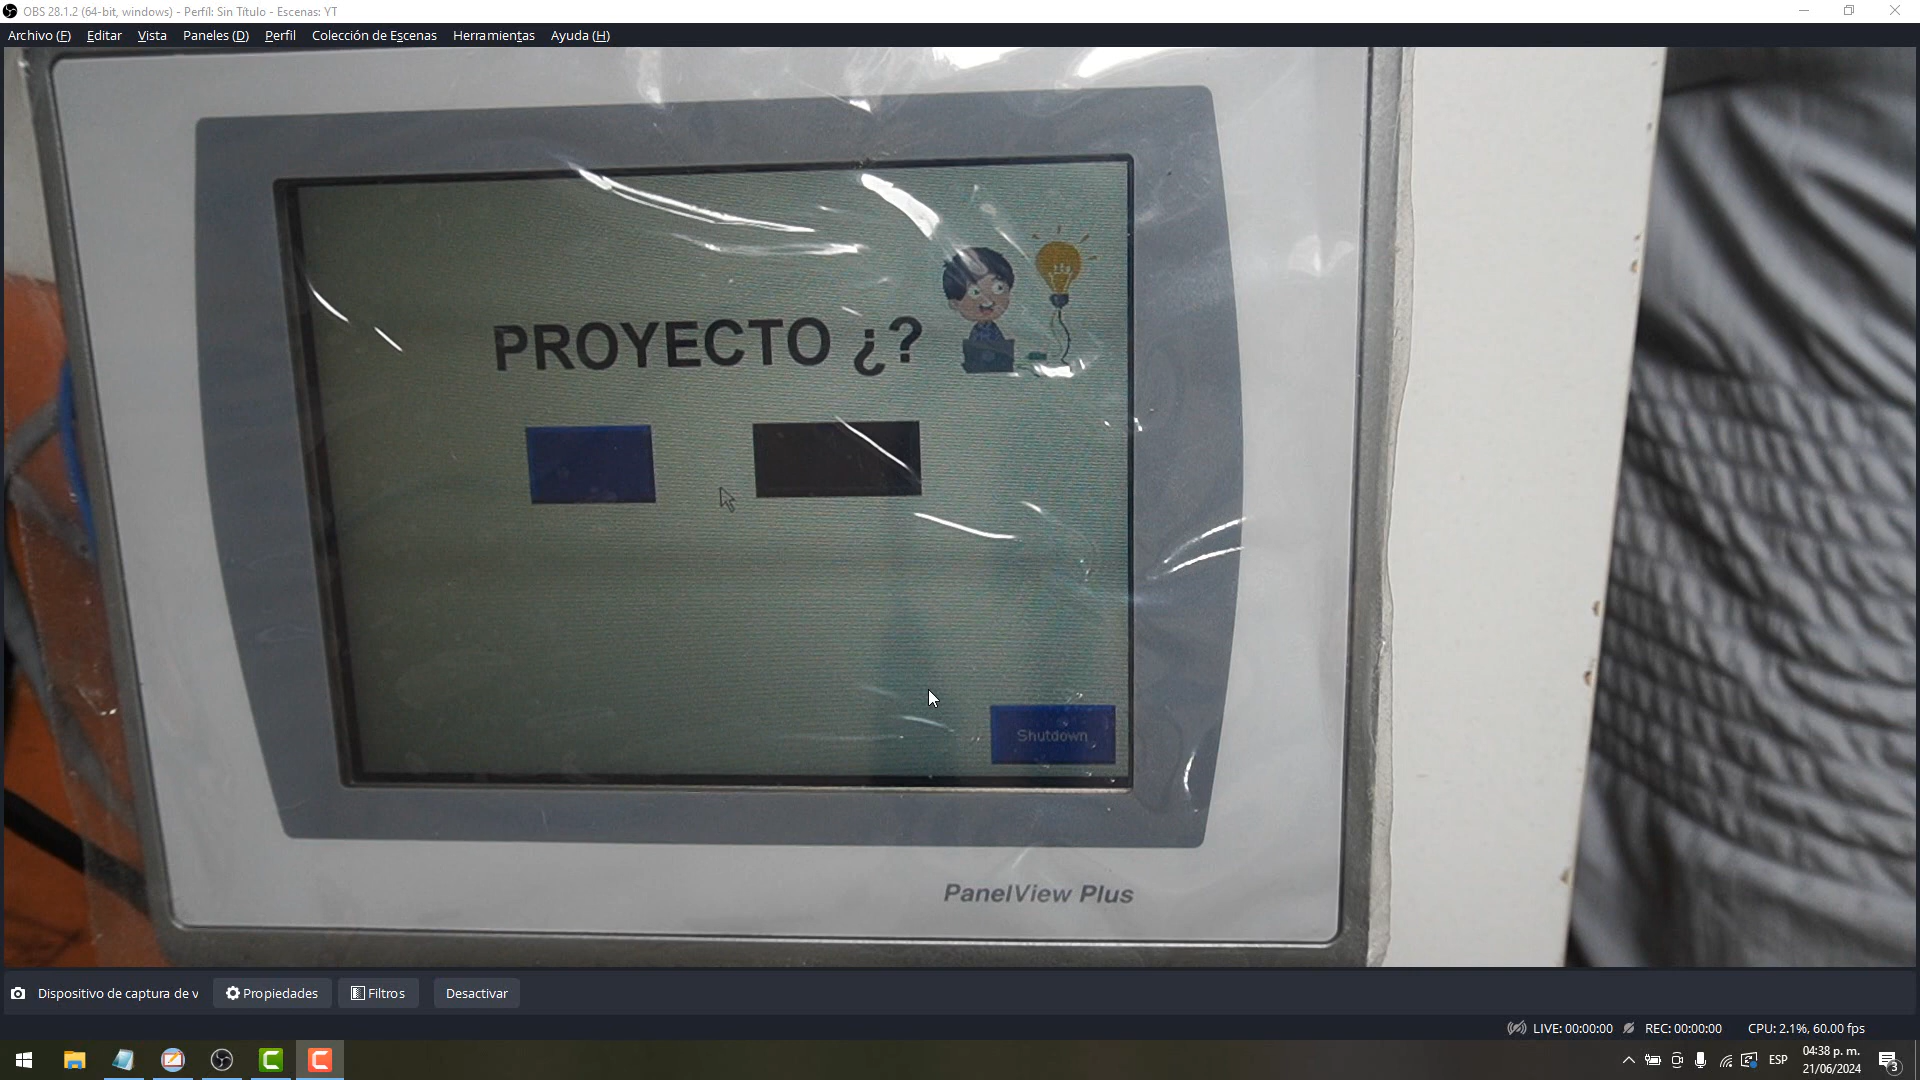 OBS 28.1.2 (64-bit, windows) - Perfíl: Sin Título - Escenas: YT
Archivo (F) Editar Vista Paneles (D) Perfil Colección de Escenas Herramientas Ayuda (H)
PROYECTO ¿?
Shutdown
PanelView Plus
Dispositivo de captura de v Propiedades Filtros Desactivar
LIVE: 00:00:00 REC: 00:00:00 CPU: 2.1%, 60.00 fps
ESP 04:38 p. m.
21/06/2024
3